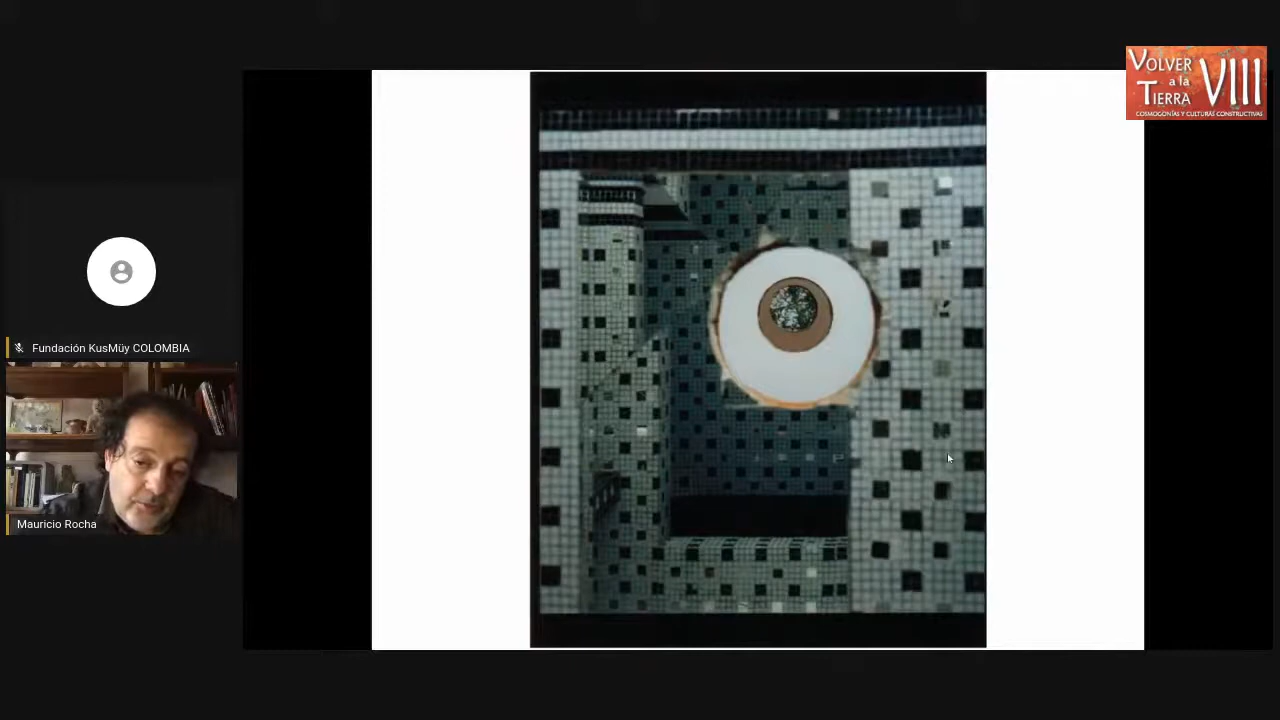 VOLVER
a la
TIERRA
VIII
COSMOGONÍAS Y CULTURAS CONSTRUCTIVAS
Fundación KusMüy COLOMBIA
Mauricio Rocha